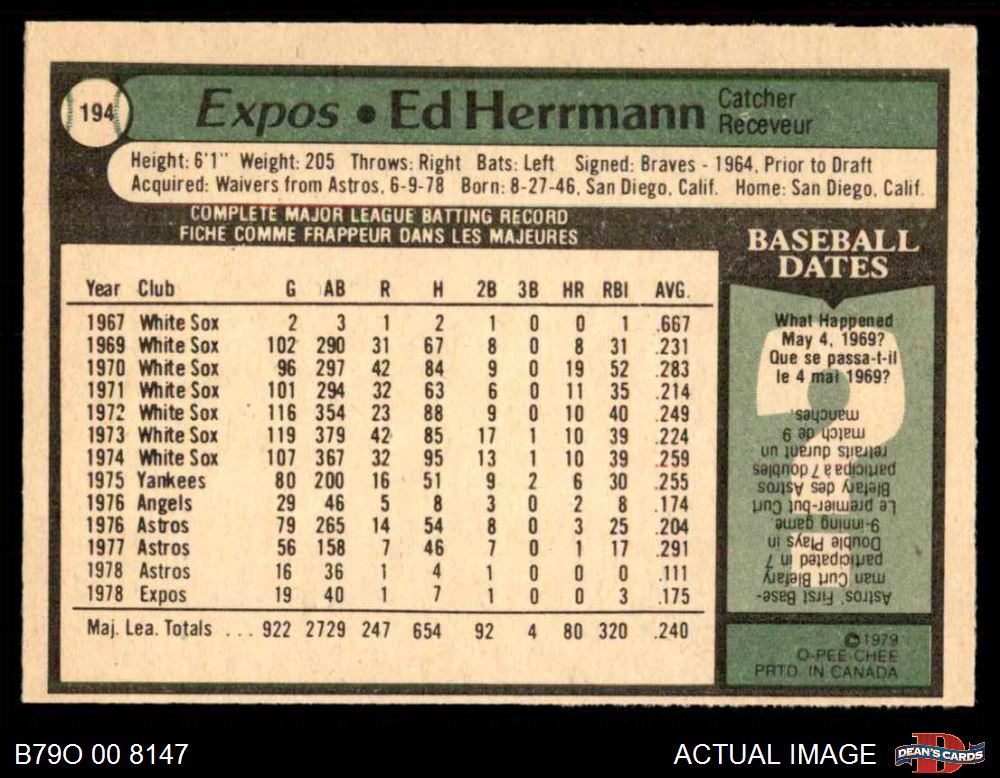 194
Expos • Ed Herrmann
Catcher
Receveur
Height: 6'1" Weight: 205 Throws: Right Bats: Left Signed: Braves - 1964, Prior to Draft
Acquired: Waivers from Astros, 6-9-78 Born: 8-27-46, San Diego, Calif. Home: San Diego, Calif.
COMPLETE MAJOR LEAGUE BATTING RECORD
FICHE COMME FRAPPEUR DANS LES MAJEURES
Year Club G AB R H 2B 3B HR RBI AVG.
1967 White Sox 2 3 1 2 1 0 0 1 .667
1969 White Sox 102 290 31 67 8 0 8 31 .231
1970 White Sox 96 297 42 84 9 0 19 52 .283
1971 White Sox 101 294 32 63 6 0 11 35 .214
1972 White Sox 116 354 23 88 9 0 10 40 .249
1973 White Sox 119 379 42 85 17 1 10 39 .224
1974 White Sox 107 367 32 95 13 1 10 39 .259
1975 Yankees 80 200 16 51 9 2 6 30 .255
1976 Angels 29 46 5 8 3 0 2 8 .174
1976 Astros 79 265 14 54 8 0 3 25 .204
1977 Astros 56 158 7 46 7 0 1 17 .291
1978 Astros 16 36 1 4 1 0 0 0 .111
1978 Expos 19 40 1 7 1 0 0 3 .175
Maj. Lea. Totals ... 922 2729 247 654 92 4 80 320 .240
BASEBALL
DATES
What Happened
May 4, 1969?
Que se passa-t-il
le 4 mai 1969?
Astros' First Base-
man Curt Blefary
participated in 7
Double Plays in
9-inning game.
Le premier-but Curt
Blefary des Astros
participa à 7 doubles
retraits durant un
match de 9
manches.
©1979
O-PEE-CHEE
PRTD. IN CANADA
B79O 00 8147
ACTUAL IMAGE
DEAN'S CARDS